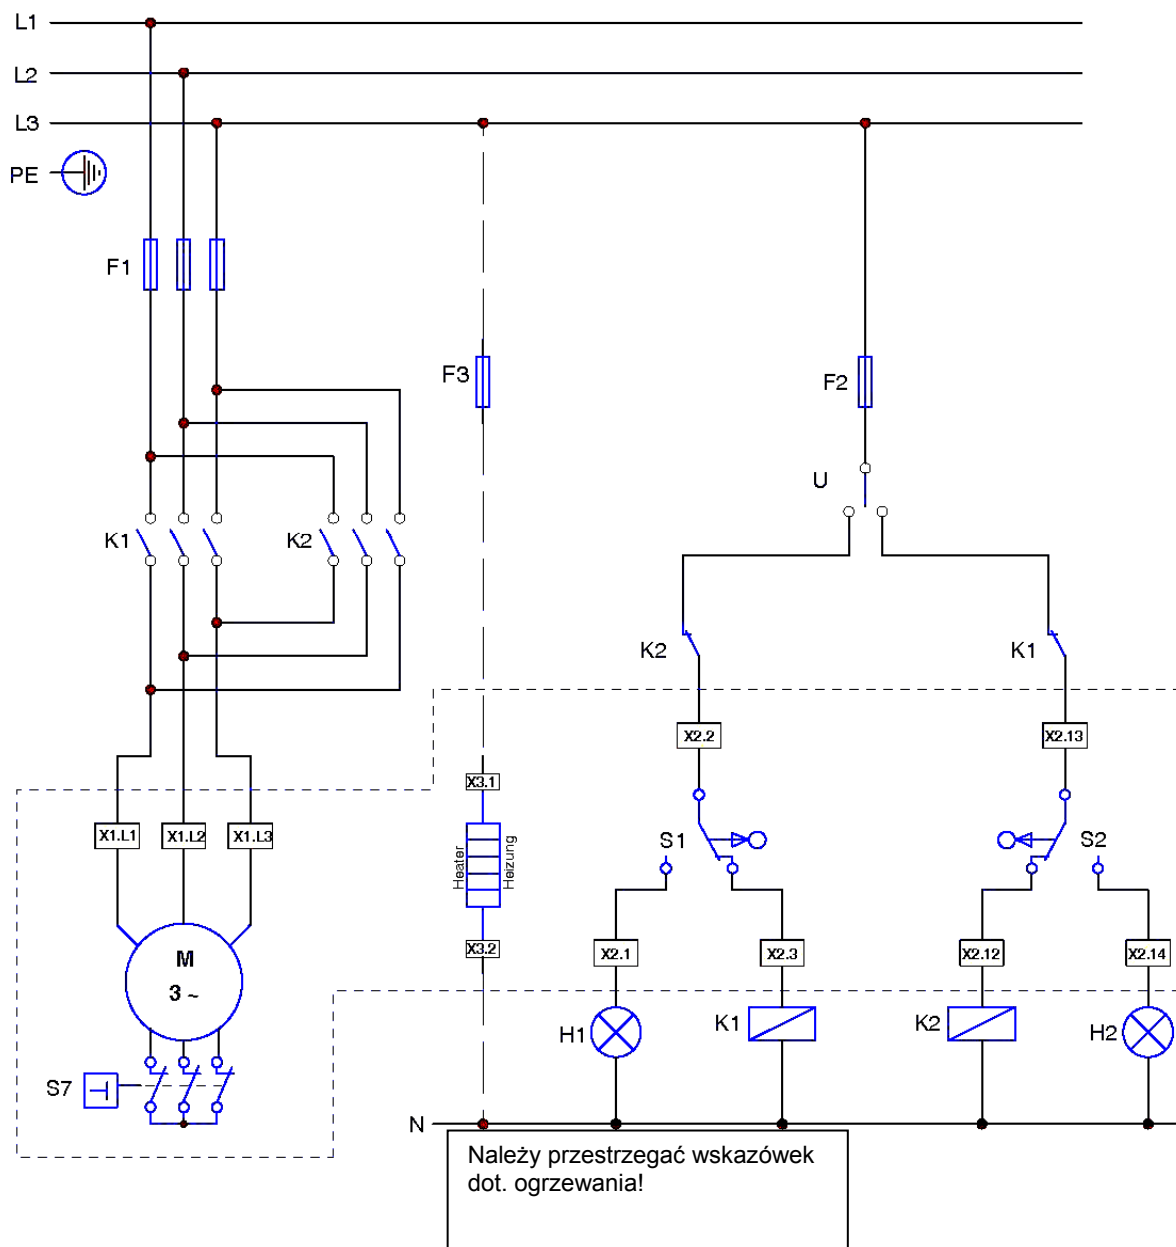 L1
L2
L3
PE
F1
F3
F2
U
K1
K2
K2
K1
X2.2
X2.13
X3.1
X1.L1
X1.L2
X1.L3
Heater
Heizung
S1
S2
X3.2
X2.1
X2.3
X2.12
X2.14
M
3 ~
H1
K1
K2
H2
S7
N
Należy przestrzegać wskazówek
dot. ogrzewania!